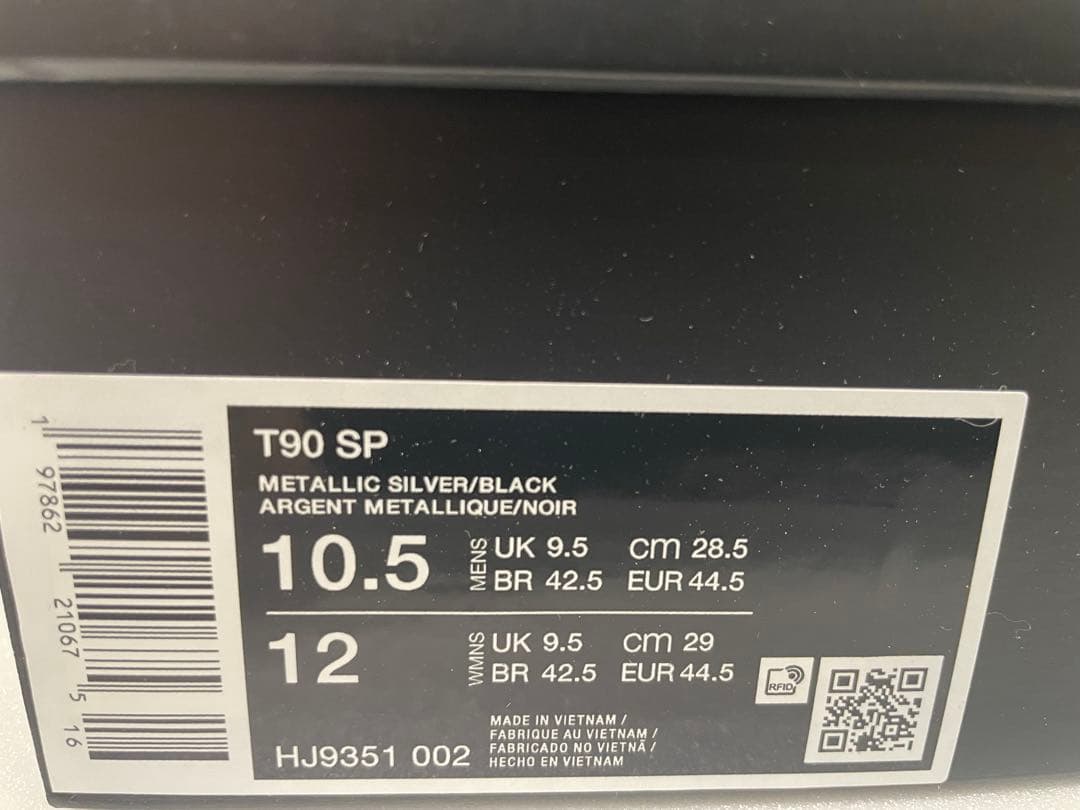 T90 SP
METALLIC SILVER/BLACK
ARGENT METALLIQUE/NOIR
10.5 MENS UK 9.5 cm 28.5
BR 42.5 EUR 44.5
12 WMNS UK 9.5 cm 29
BR 42.5 EUR 44.5
RFID
HJ9351 002
MADE IN VIETNAM /
FABRIQUE AU VIETNAM /
FABRICADO NO VIETNÃ /
HECHO EN VIETNAM
1 97862 21067 5 16